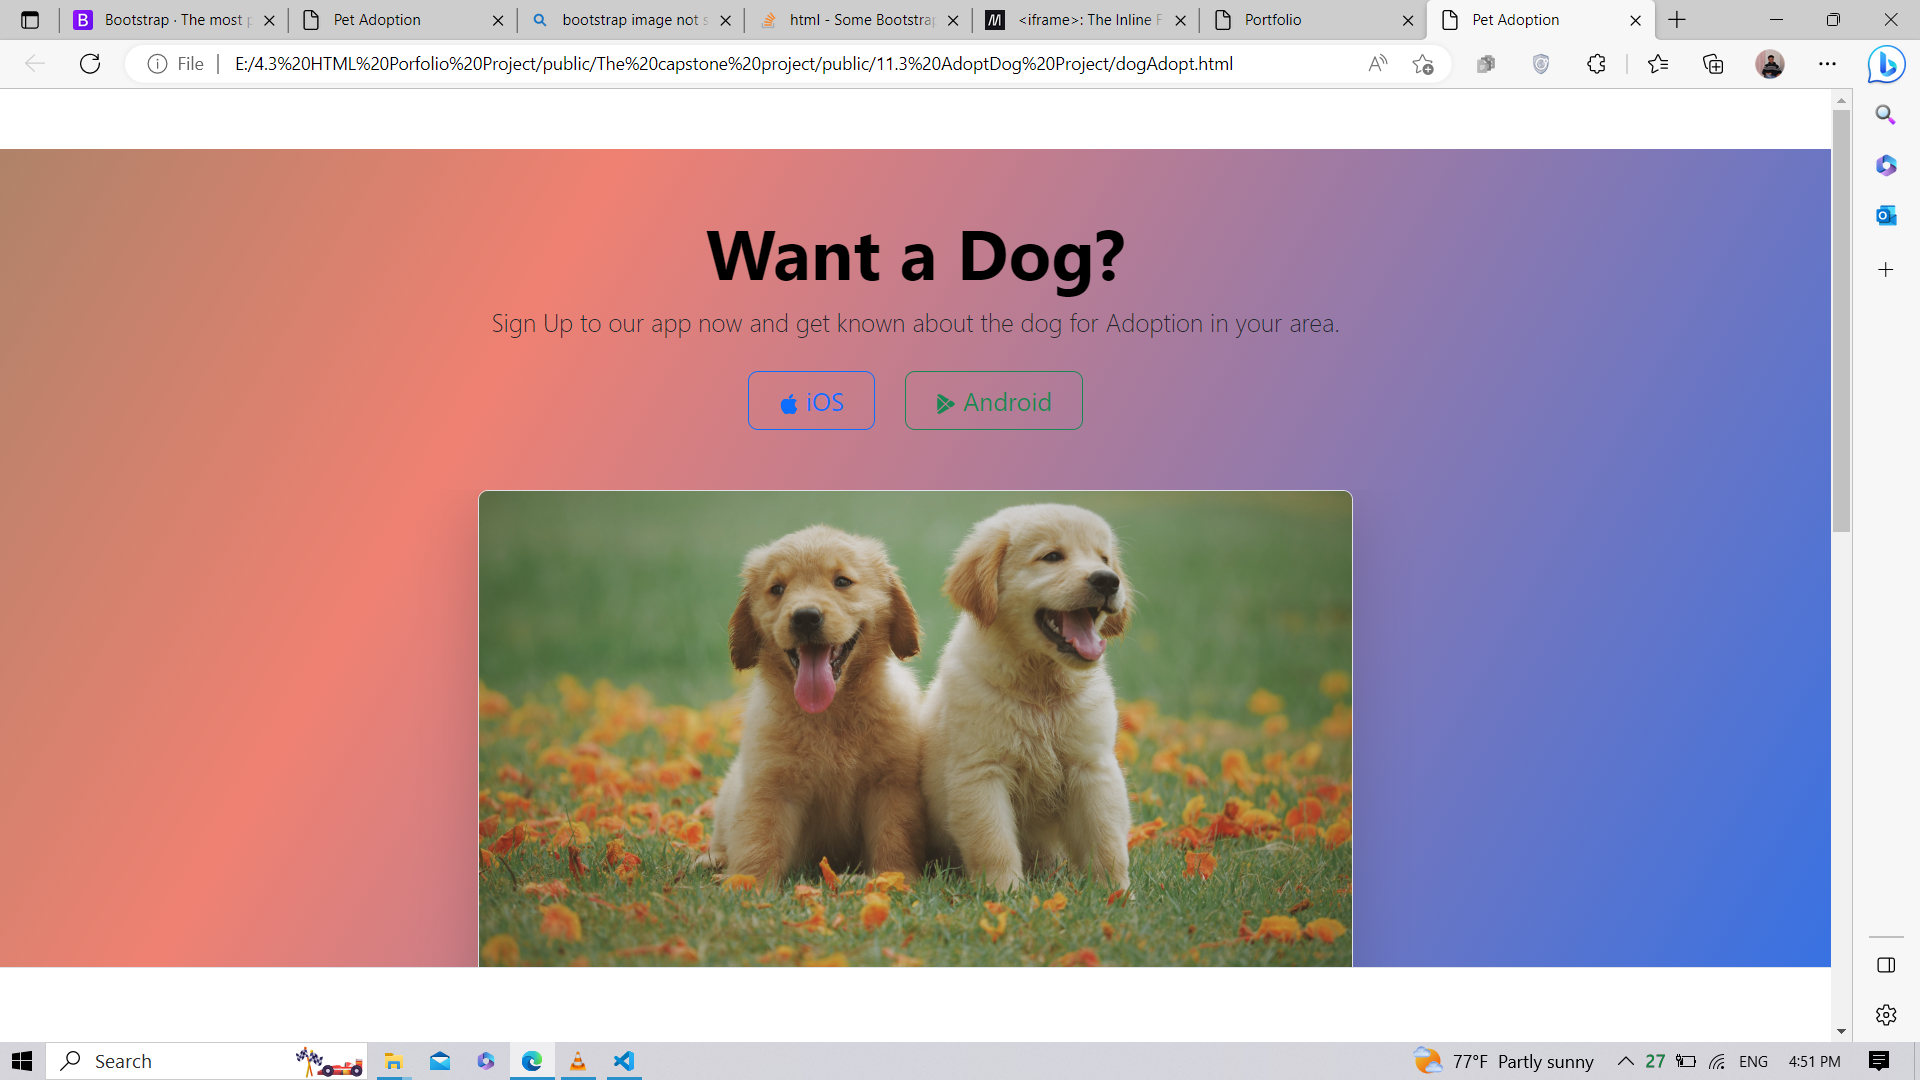 Bootstrap · The most p
Pet Adoption
bootstrap image not s
html - Some Bootstrap
<iframe>: The Inline F
Portfolio
Pet Adoption
File
E:/4.3%20HTML%20Porfolio%20Project/public/The%20capstone%20project/public/11.3%20AdoptDog%20Project/dogAdopt.html
Want a Dog?
Sign Up to our app now and get known about the dog for Adoption in your area.
iOS
Android
Search
77°F Partly sunny
27
ENG
4:51 PM